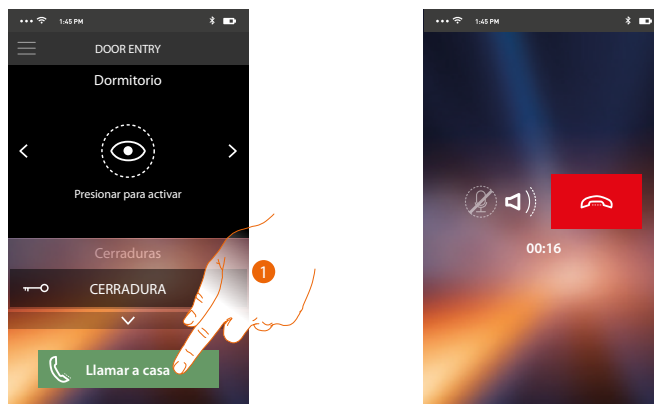 1:45 PM
DOOR ENTRY
Dormitorio
Presionar para activar
Cerraduras
CERRADURA
1
Llamar a casa
1:45 PM
00:16